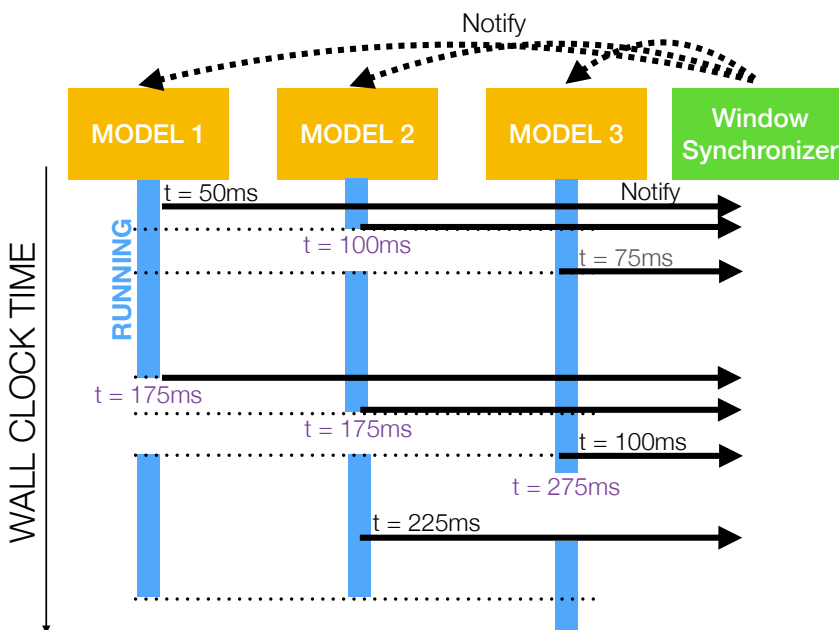 Notify
MODEL 1
MODEL 2
MODEL 3
Window
Synchronizer
t = 50ms
Notify
t = 100ms
t = 75ms
RUNNING
t = 175ms
t = 175ms
t = 100ms
t = 275ms
t = 225ms
WALL CLOCK TIME